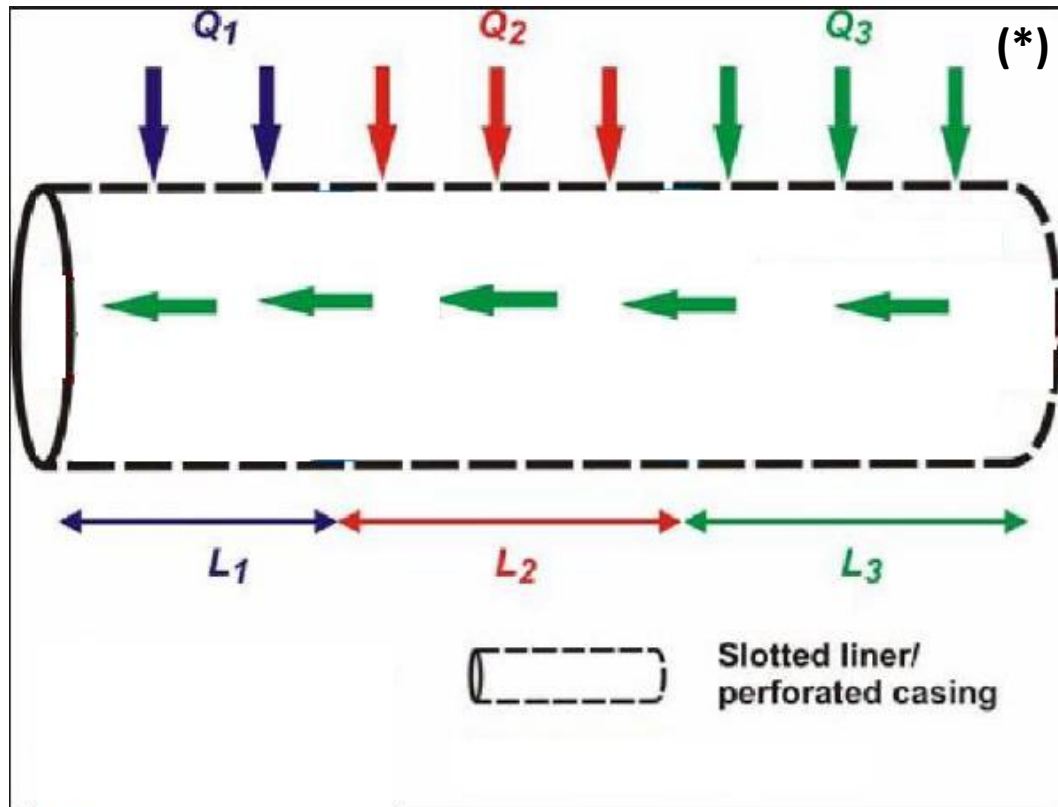 Q1 Q2 Q3 (*)
L1 L2 L3
Slotted liner/
perforated casing